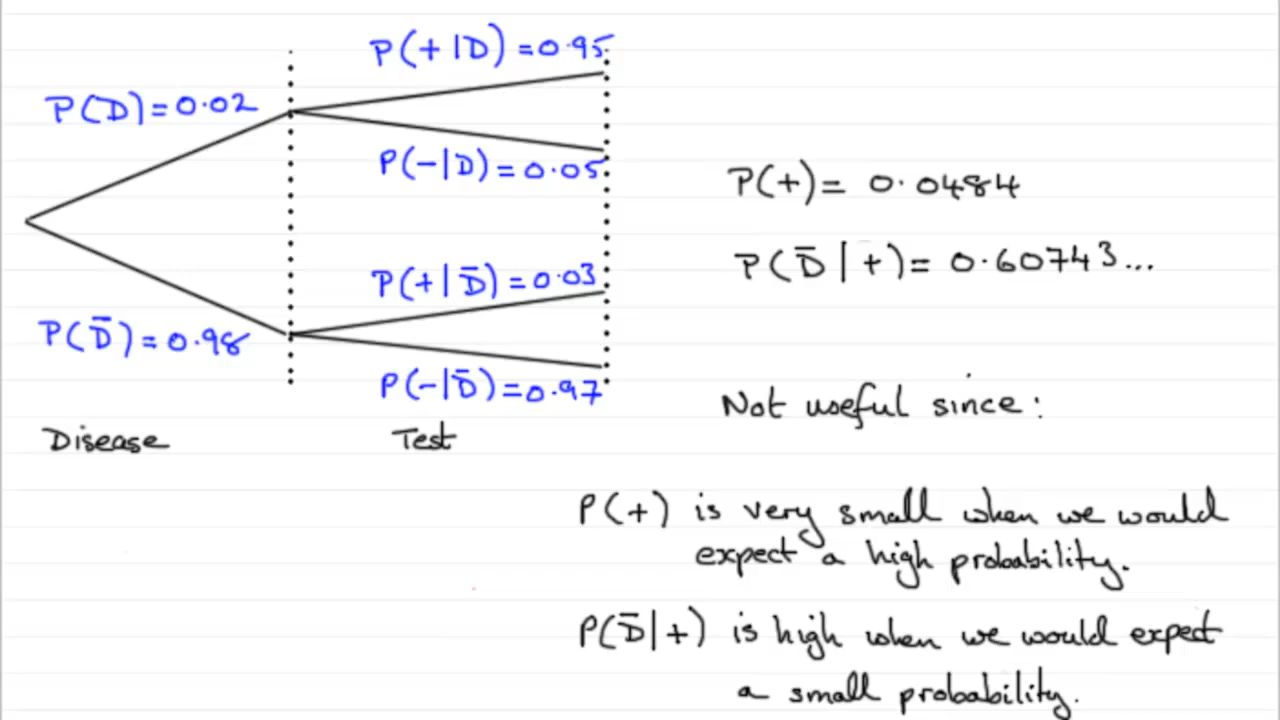 P(+|D) = 0.95
P(D) = 0.02
P(-|D) = 0.05
P(+|D̄) = 0.03
P(D̄) = 0.98
P(-|D̄) = 0.97
Disease
Test
P(+) = 0.0484
P(D̄|+) = 0.60743...
Not useful since:
P(+) is very small when we would
expect a high probability.
P(D̄|+) is high when we would expect
a small probability.